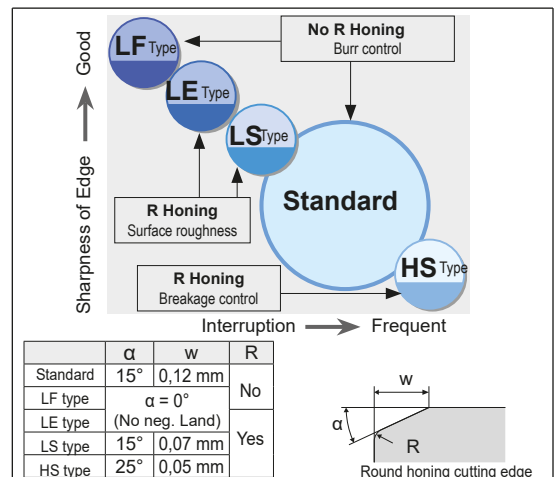 Sharpness of Edge
Good
LF Type
LE Type
LS Type
Standard
HS Type
No R Honing
Burr control
R Honing
Surface roughness
R Honing
Breakage control
Interruption
Frequent
α w R
Standard 15° 0,12 mm No
LF type α = 0°
LE type (No neg. Land) Yes
LS type 15° 0,07 mm
HS type 25° 0,05 mm
w
α
R
Round honing cutting edge